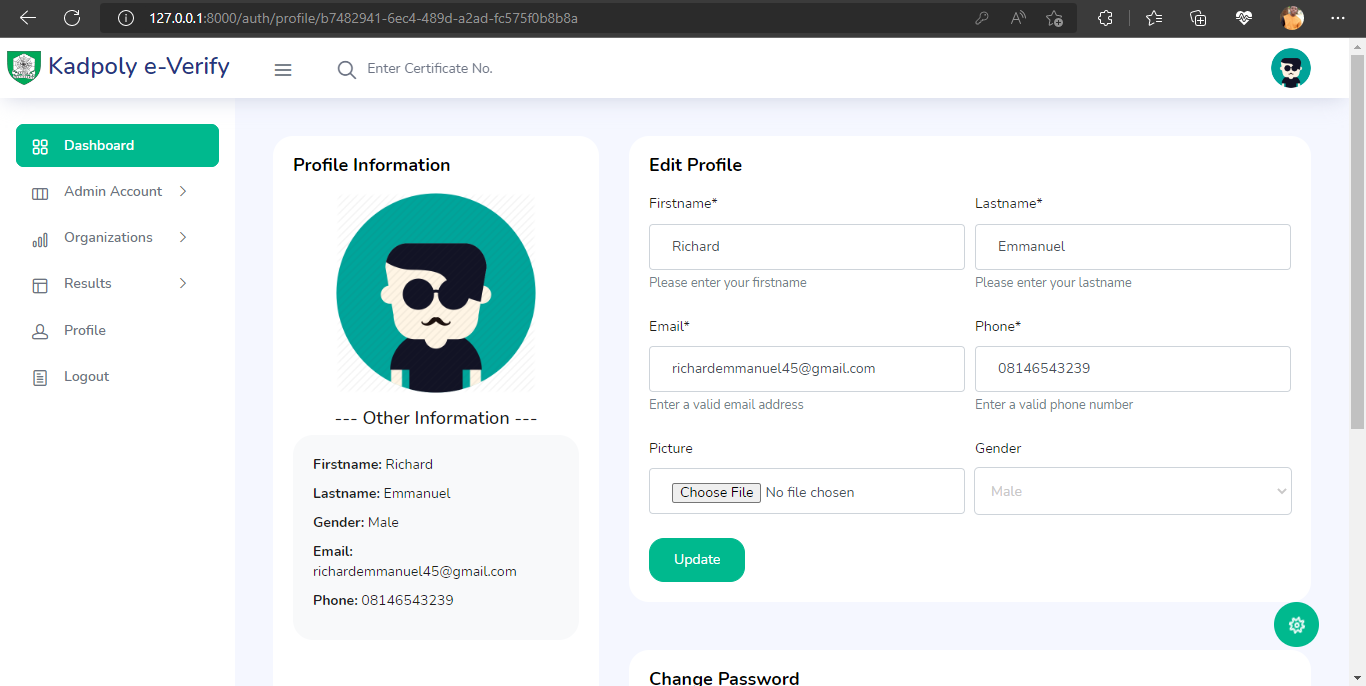 127.0.0.1:8000/auth/profile/b7482941-6ec4-489d-a2ad-fc575f0b8b8a
Kadpoly e-Verify
Enter Certificate No.
Dashboard
Admin Account
Organizations
Results
Profile
Logout
Profile Information
--- Other Information ---
Firstname: Richard
Lastname: Emmanuel
Gender: Male
Email:
richardemmanuel45@gmail.com
Phone: 08146543239
Edit Profile
Firstname* Lastname*
Richard Emmanuel
Please enter your firstname Please enter your lastname
Email* Phone*
richardemmanuel45@gmail.com 08146543239
Enter a valid email address Enter a valid phone number
Picture Gender
Choose File No file chosen Male
Update
Change Password